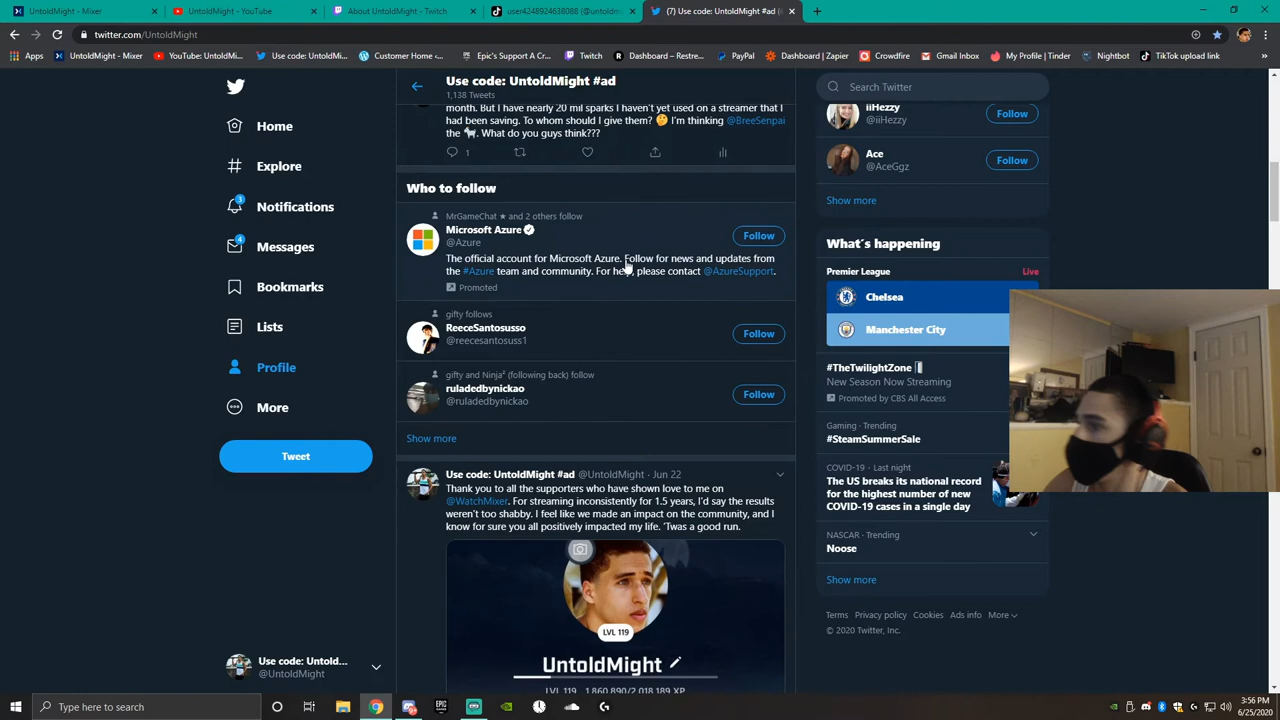 UntoldMight - Mixer
UntoldMight - YouTube
About UntoldMight - Twitch
user4248924638088 (@untoldm
(7) Use code: UntoldMight #ad (
twitter.com/UntoldMight
Apps
UntoldMight - Mixer
YouTube: UntoldMi...
Use code: UntoldMi...
Customer Home -...
Epic's Support A Cr...
Twitch
Dashboard – Restre...
PayPal
Dashboard | Zapier
Crowdfire
Gmail Inbox
My Profile | Tinder
Nightbot
TikTok upload link
»
Home
Explore
3
Notifications
4
Messages
Bookmarks
Lists
Profile
More
Tweet
Use code: Untold...
@UntoldMight
Use code: UntoldMight #ad
1,138 Tweets
month. But I have nearly 20 mil sparks I haven't yet used on a streamer that I
had been saving. To whom should I give them? 🤔 I'm thinking @BreeSenpai
the 🐐. What do you guys think???
1
Who to follow
MrGameChat ★ and 2 others follow
Microsoft Azure
Follow
@Azure
The official account for Microsoft Azure. Follow for news and updates from
the #Azure team and community. For help, please contact @AzureSupport.
Promoted
gifty follows
ReeceSantosusso
Follow
@reecesantosuss1
gifty and Ninja² (following back) follow
ruladedbynickao
Follow
@ruladedbynickao
Show more
Use code: UntoldMight #ad @UntoldMight · Jun 22
Thank you to all the supporters who have shown love to me on
@WatchMixer. For streaming inconsistently for 1.5 years, I'd say the results
weren't too shabby. I feel like we made an impact on the community, and I
know for sure you all positively impacted my life. 'Twas a good run.
LVL 119
UntoldMight
LVL 119 1,860,890/2,018,189 XP
Search Twitter
iiHezzy
@iiHezzy
Follow
Ace
@AceGgz
Follow
Show more
What's happening
Premier League
Live
Chelsea
Manchester City
#TheTwilightZone
New Season Now Streaming
Promoted by CBS All Access
Gaming · Trending
#SteamSummerSale
COVID-19 · Last night
The US breaks its national record
for the highest number of new
COVID-19 cases in a single day
NASCAR · Trending
Noose
Show more
Terms Privacy policy Cookies Ads info More
© 2020 Twitter, Inc.
Type here to search
3:56 PM
6/25/2020